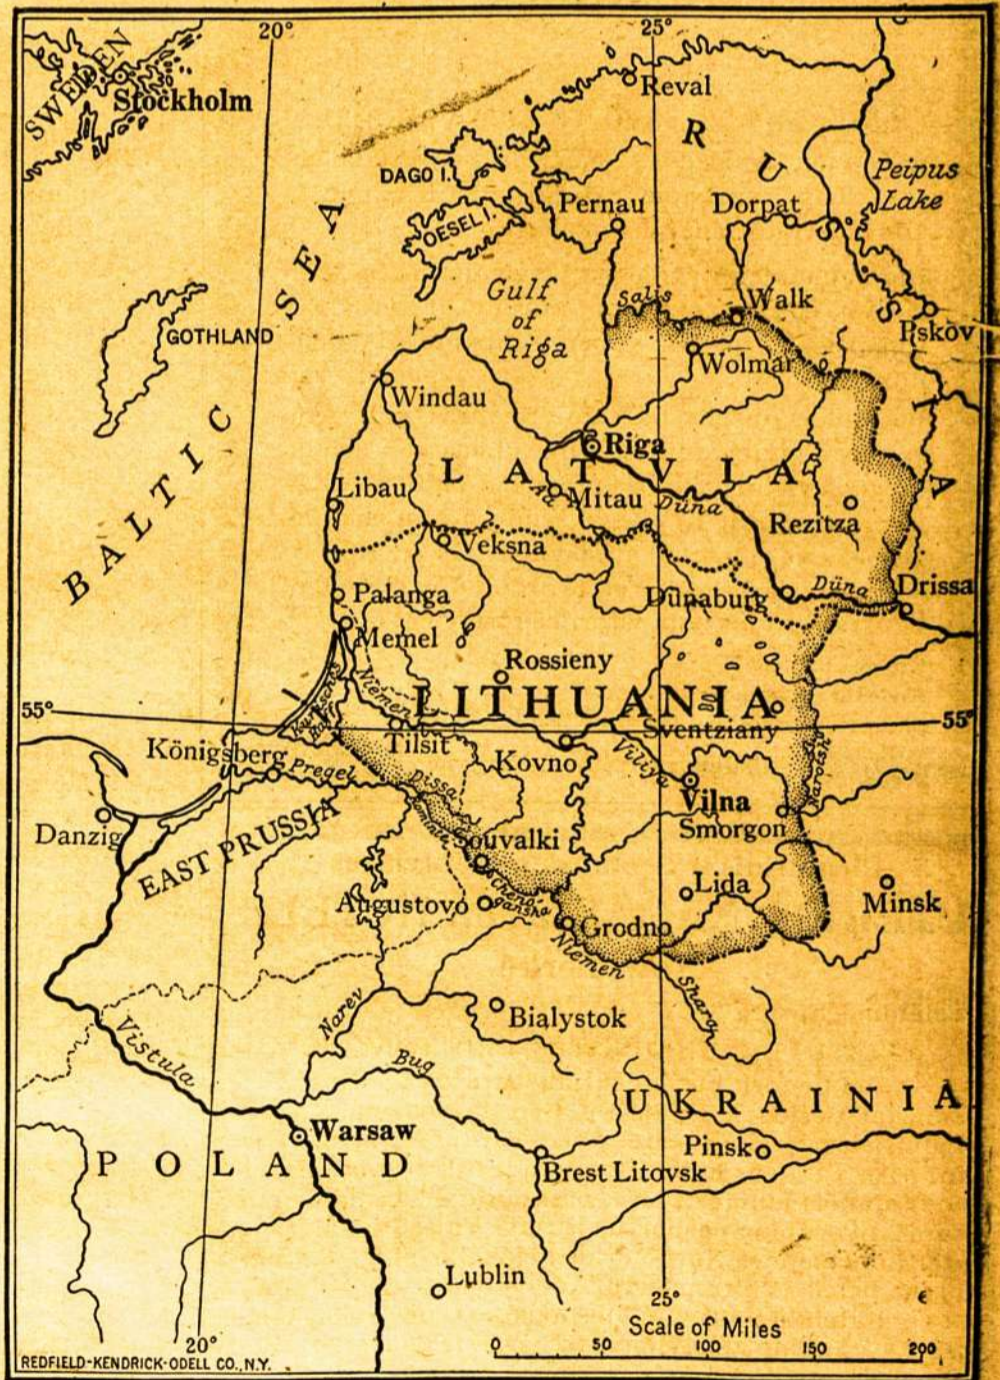 20°
25°
SWEDEN
Stockholm
Reval
RUSSIA
DAGO I.
OESEL I.
Pernau
Dorpat
Peipus
Lake
BALTIC SEA
Gulf
of
Riga
Salis
Walk
GOTHLAND
Pskov
Wolmar
Windau
Riga
LATVIA
Libau
Aa
Mitau
Düna
Rezitza
Veksna
Palanga
Dünaburg
Düna
Drissa
Memel
Rossieny
Niemen
LITHUANIA
55°
55°
Tilsit
Sventziany
Königsberg
Pregel
Kovno
Viliya
Dissa
Vilna
Danzig
EAST PRUSSIA
Smorgon
Souvalki
Augustovo
Lida
Minsk
Grodno
Niemen
Shara
Narev
Bialystok
Vistula
Bug
UKRAINIA
Warsaw
Pinsk
POLAND
Brest Litovsk
Lublin
25°
20°
Scale of Miles
0 50 100 150 200
REDFIELD-KENDRICK-ODELL CO., N.Y.